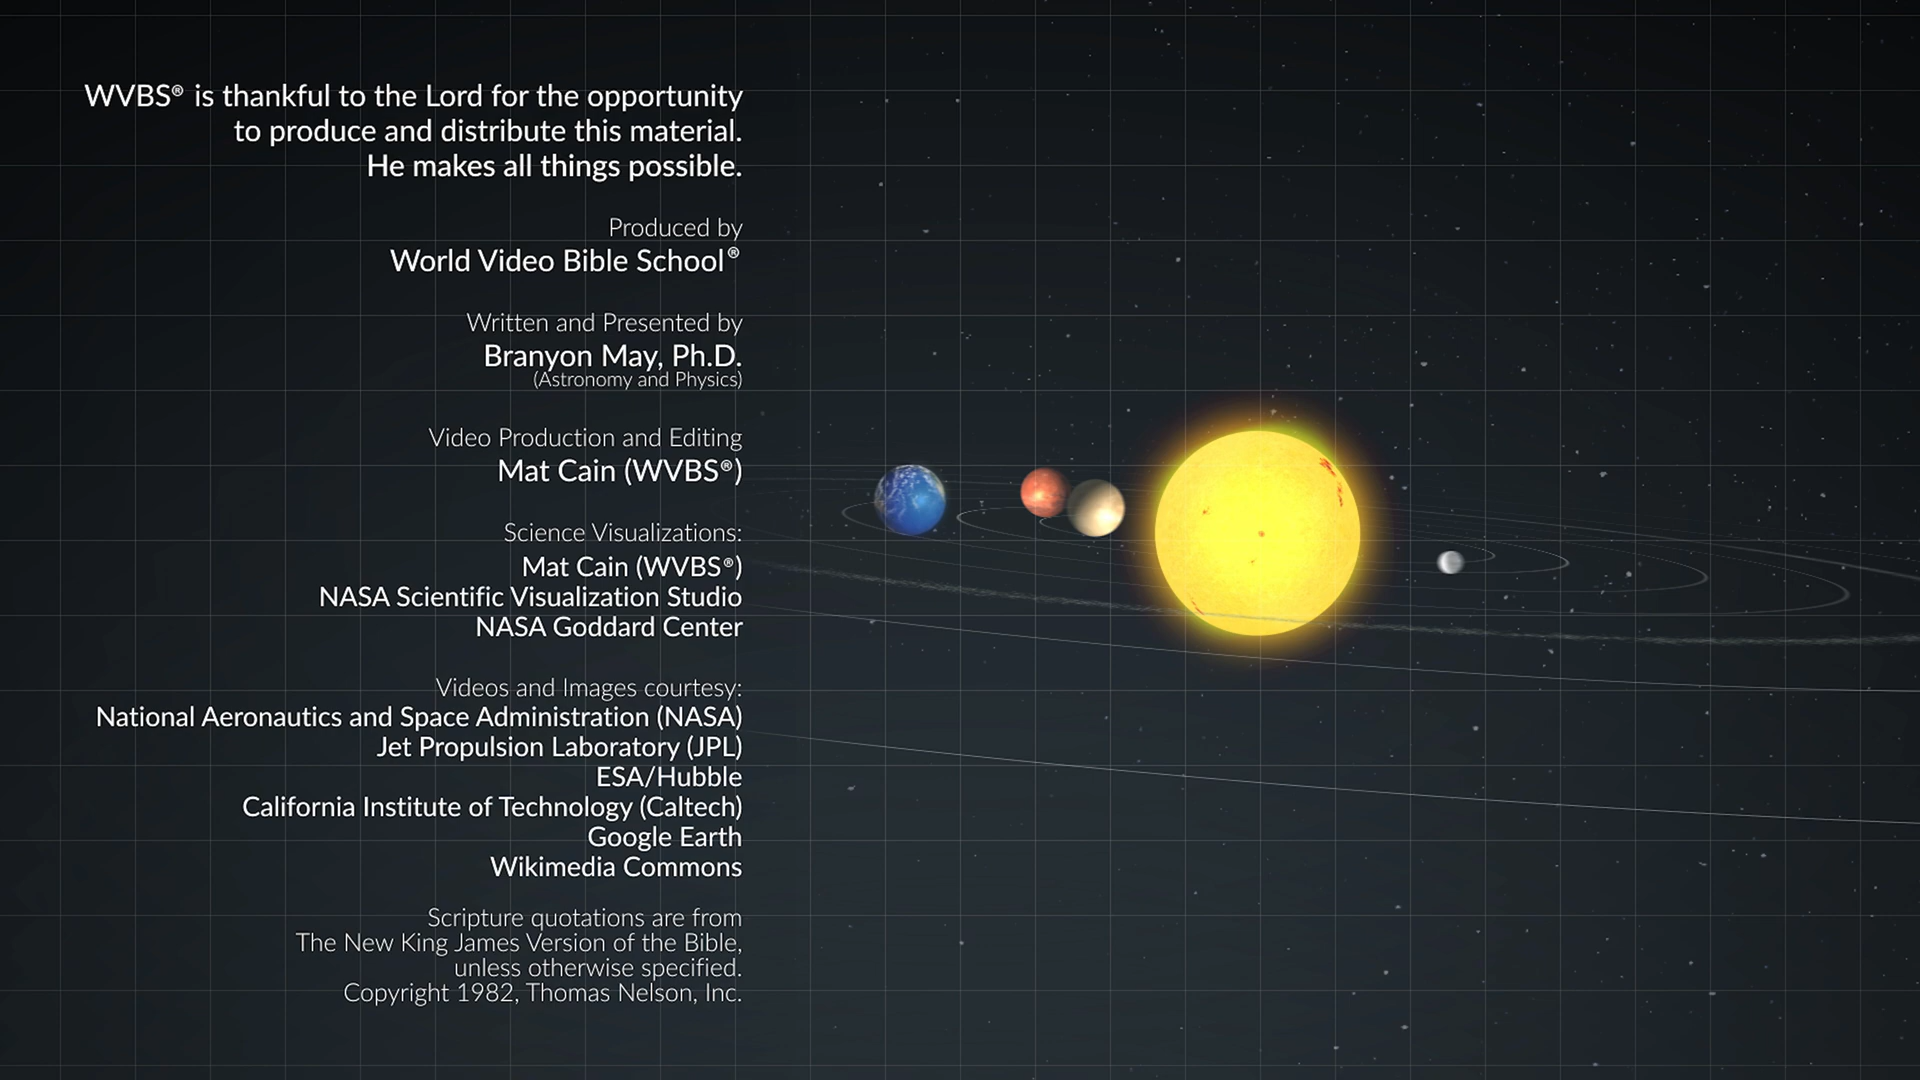 WVBS® is thankful to the Lord for the opportunity
to produce and distribute this material.
He makes all things possible.
Produced by
World Video Bible School®
Written and Presented by
Branyon May, Ph.D.
(Astronomy and Physics)
Video Production and Editing
Mat Cain (WVBS®)
Science Visualizations:
Mat Cain (WVBS®)
NASA Scientific Visualization Studio
NASA Goddard Center
Videos and Images courtesy:
National Aeronautics and Space Administration (NASA)
Jet Propulsion Laboratory (JPL)
ESA/Hubble
California Institute of Technology (Caltech)
Google Earth
Wikimedia Commons
Scripture quotations are from
The New King James Version of the Bible,
unless otherwise specified.
Copyright 1982, Thomas Nelson, Inc.